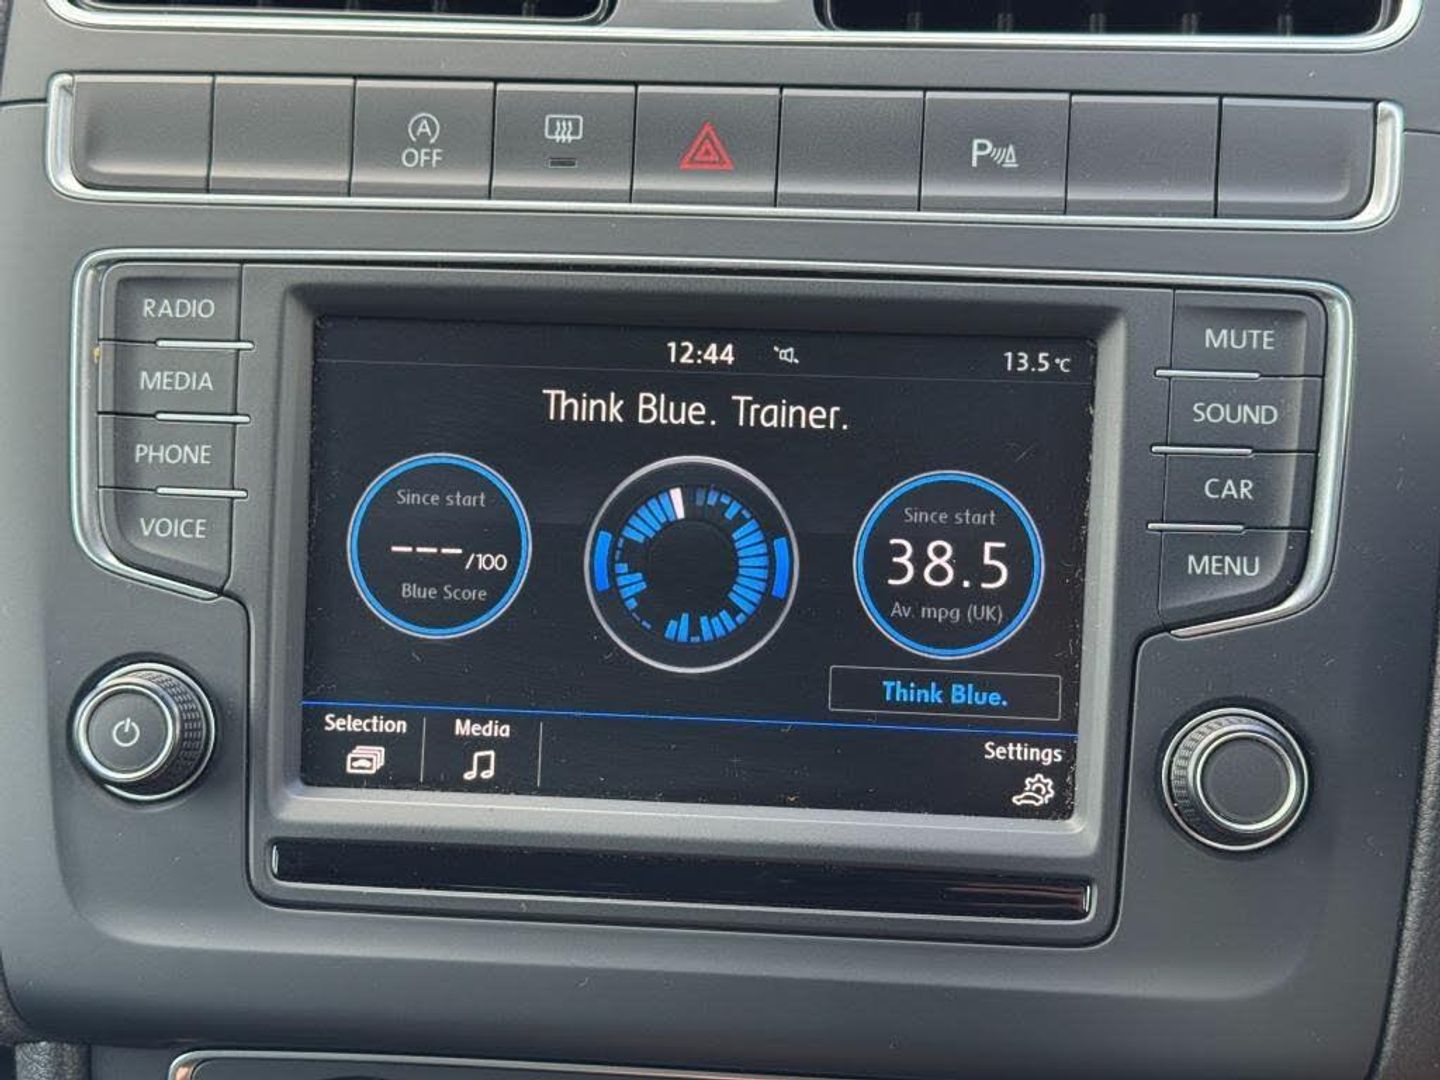 A
OFF
P
RADIO
MEDIA
PHONE
VOICE
12:44
13.5 °C
Think Blue. Trainer.
Since start
---/100
Blue Score
Since start
38.5
Av. mpg (UK)
Think Blue.
Selection
Media
Settings
MUTE
SOUND
CAR
MENU